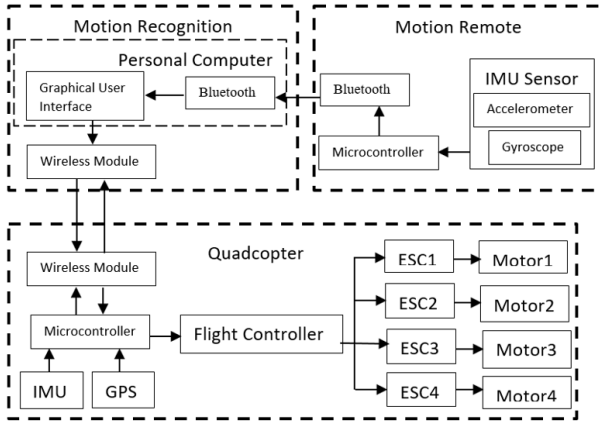 Motion Recognition
Personal Computer
Graphical User
Interface
Bluetooth
Wireless Module
Motion Remote
Bluetooth
Microcontroller
IMU Sensor
Accelerometer
Gyroscope
Quadcopter
Wireless Module
Microcontroller
IMU
GPS
Flight Controller
ESC1
Motor1
ESC2
Motor2
ESC3
Motor3
ESC4
Motor4